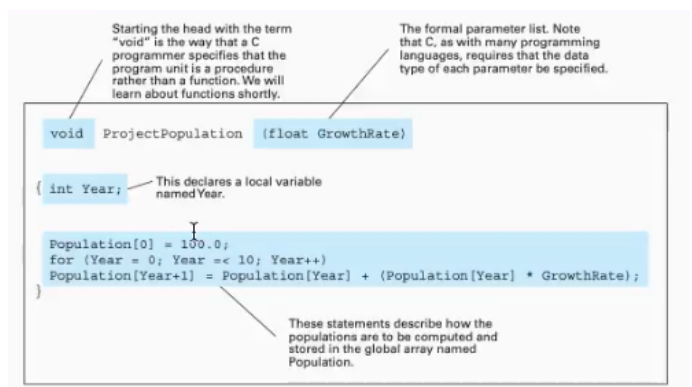 Starting the head with the term
“void” is the way that a C
programmer specifies that the
program unit is a procedure
rather than a function. We will
learn about functions shortly.
The formal parameter list. Note
that C, as with many programming
languages, requires that the data
type of each parameter be specified.
void ProjectPopulation (float GrowthRate)
{ int Year;
This declares a local variable
named Year.
Population[0] = 100.0;
for (Year = 0; Year =< 10; Year++)
Population[Year+1] = Population[Year] + (Population[Year] * GrowthRate);
}
These statements describe how the
populations are to be computed and
stored in the global array named
Population.